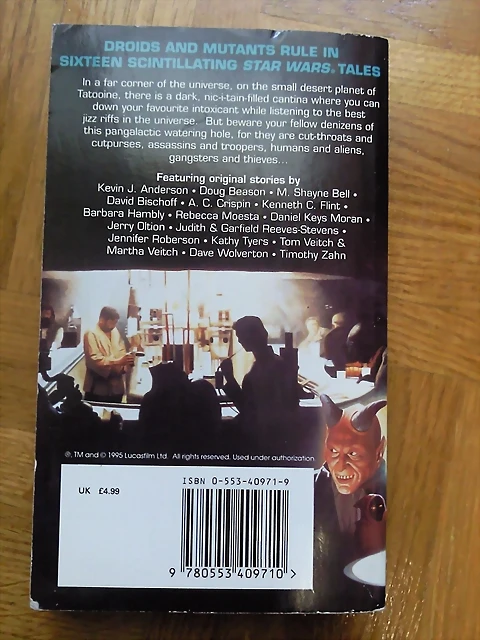 DROIDS AND MUTANTS RULE IN
SIXTEEN SCINTILLATING STAR WARS® TALES
In a far corner of the universe, on the small desert planet of
Tatooine, there is a dark, nic-i-tain-filled cantina where you can
down your favourite intoxicant while listening to the best
jizz riffs in the universe. But beware your fellow denizens of
this pangalactic watering hole, for they are cut-throats and
cutpurses, assassins and troopers, humans and aliens,
gangsters and thieves...
Featuring original stories by
Kevin J. Anderson • Doug Beason • M. Shayne Bell •
David Bischoff • A. C. Crispin • Kenneth C. Flint •
Barbara Hambly • Rebecca Moesta • Daniel Keys Moran •
Jerry Oltion • Judith & Garfield Reeves-Stevens •
Jennifer Roberson • Kathy Tyers • Tom Veitch &
Martha Veitch • Dave Wolverton • Timothy Zahn
®, TM and © 1995 Lucasfilm Ltd. All rights reserved. Used under authorization.
ISBN 0-553-40971-9
UK £4.99
9 780553 409710 >